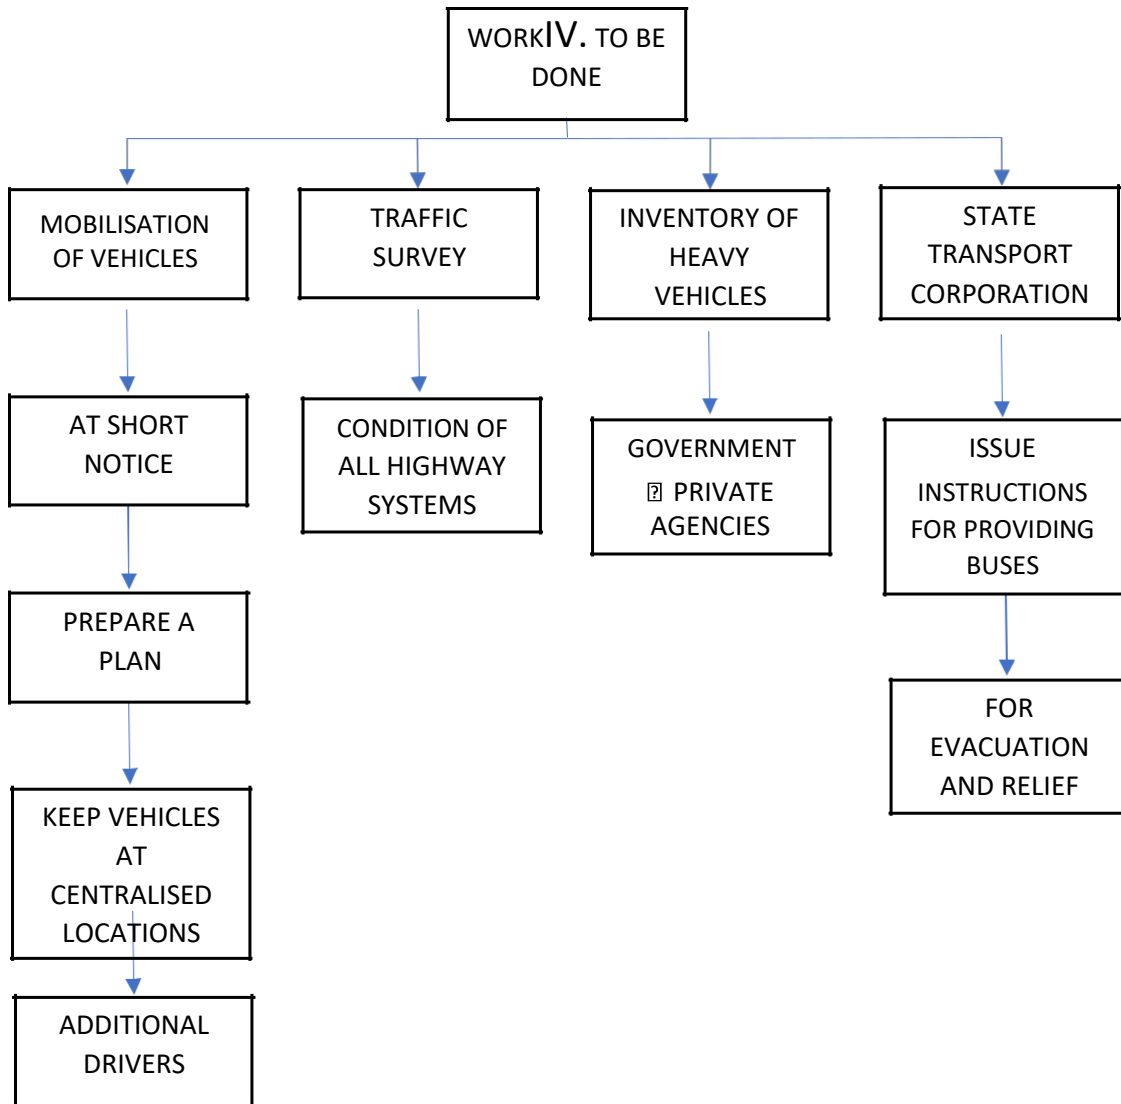 WORKIV. TO BE
DONE
MOBILISATION
OF VEHICLES
TRAFFIC
SURVEY
INVENTORY OF
HEAVY
VEHICLES
STATE
TRANSPORT
CORPORATION
AT SHORT
NOTICE
CONDITION OF
ALL HIGHWAY
SYSTEMS
GOVERNMENT
⍰ PRIVATE
AGENCIES
ISSUE
INSTRUCTIONS
FOR PROVIDING
BUSES
PREPARE A
PLAN
FOR
EVACUATION
AND RELIEF
KEEP VEHICLES
AT
CENTRALISED
LOCATIONS
ADDITIONAL
DRIVERS